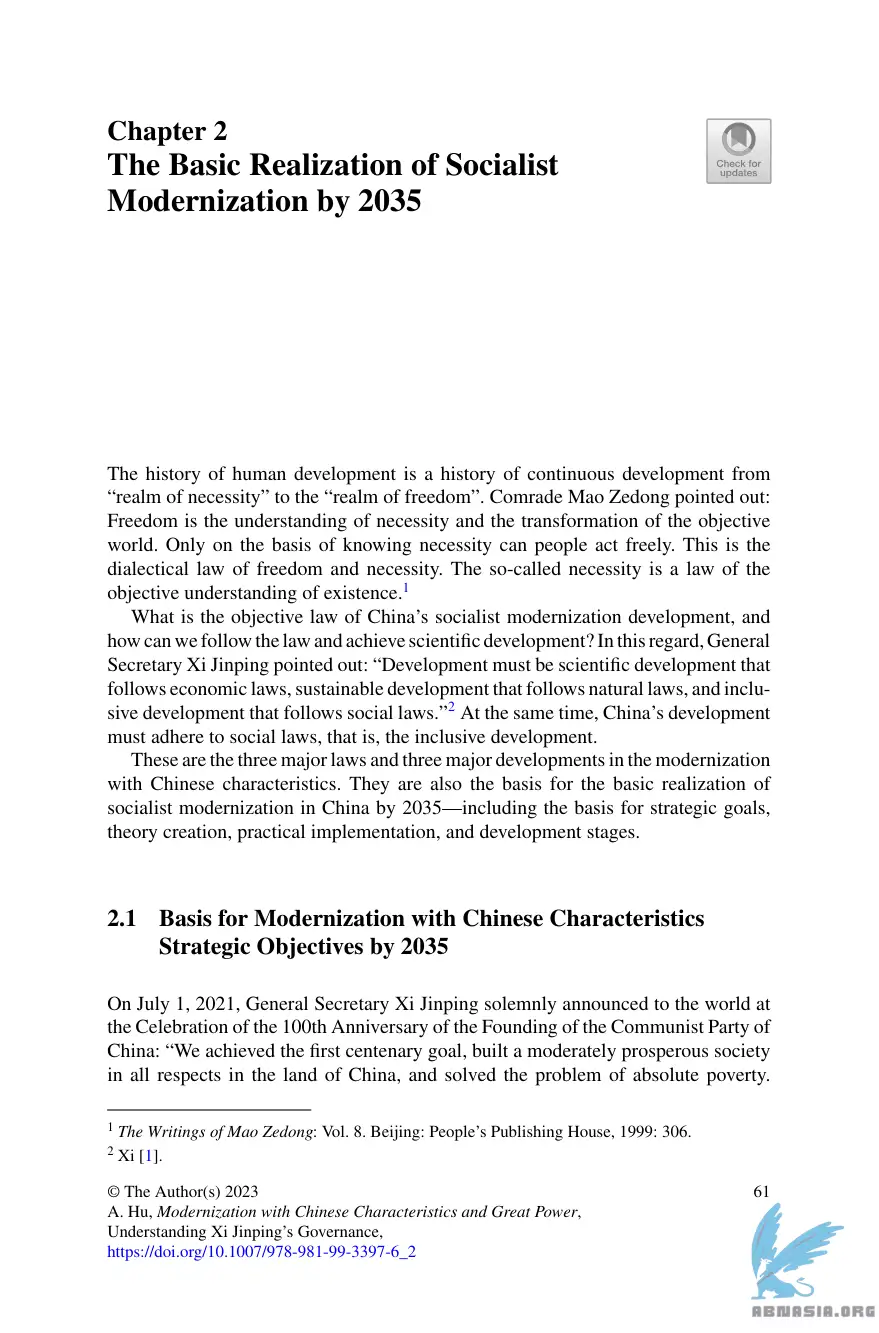 Chapter 2
The Basic Realization of Socialist
Modernization by 2035
Check for
updates
The history of human development is a history of continuous development from
“realm of necessity” to the “realm of freedom”. Comrade Mao Zedong pointed out:
Freedom is the understanding of necessity and the transformation of the objective
world. Only on the basis of knowing necessity can people act freely. This is the
dialectical law of freedom and necessity. The so-called necessity is a law of the
objective understanding of existence.1
What is the objective law of China’s socialist modernization development, and
how can we follow the law and achieve scientific development? In this regard, General
Secretary Xi Jinping pointed out: “Development must be scientific development that
follows economic laws, sustainable development that follows natural laws, and inclu-
sive development that follows social laws.”2 At the same time, China’s development
must adhere to social laws, that is, the inclusive development.
These are the three major laws and three major developments in the modernization
with Chinese characteristics. They are also the basis for the basic realization of
socialist modernization in China by 2035—including the basis for strategic goals,
theory creation, practical implementation, and development stages.
2.1 Basis for Modernization with Chinese Characteristics
Strategic Objectives by 2035
On July 1, 2021, General Secretary Xi Jinping solemnly announced to the world at
the Celebration of the 100th Anniversary of the Founding of the Communist Party of
China: “We achieved the first centenary goal, built a moderately prosperous society
in all respects in the land of China, and solved the problem of absolute poverty.
1 The Writings of Mao Zedong: Vol. 8. Beijing: People’s Publishing House, 1999: 306.
2 Xi [1].
© The Author(s) 2023 61
A. Hu, Modernization with Chinese Characteristics and Great Power,
Understanding Xi Jinping’s Governance,
https://doi.org/10.1007/978-981-99-3397-6_2
ABNASIA.ORG